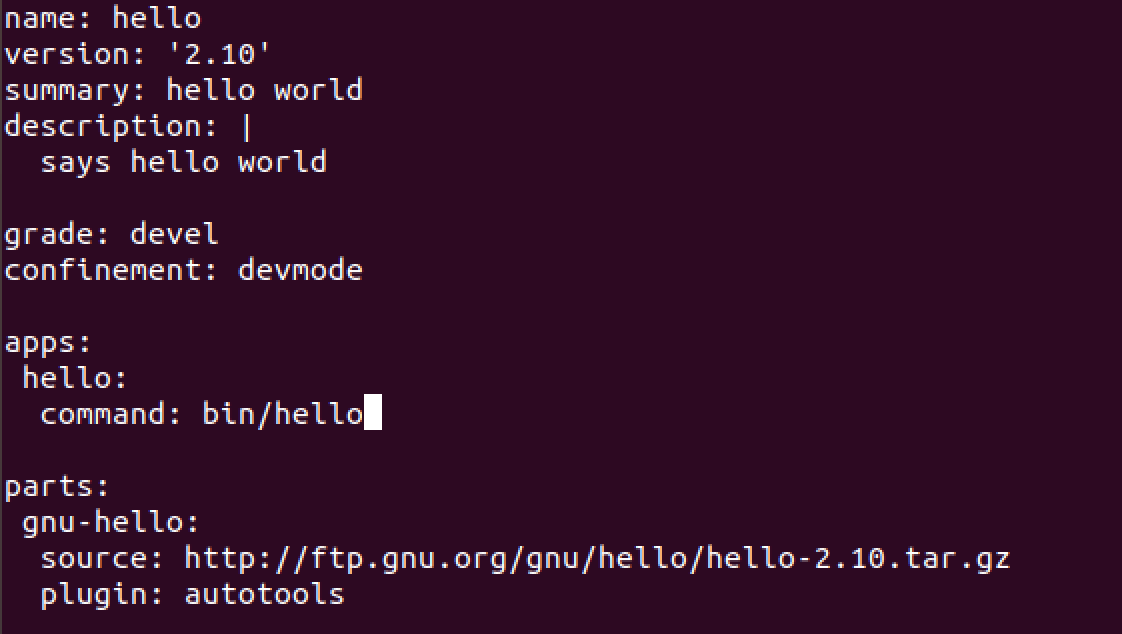 name: hello
version: '2.10'
summary: hello world
description: |
  says hello world

grade: devel
confinement: devmode

apps:
 hello:
  command: bin/hello

parts:
 gnu-hello:
  source: http://ftp.gnu.org/gnu/hello/hello-2.10.tar.gz
  plugin: autotools